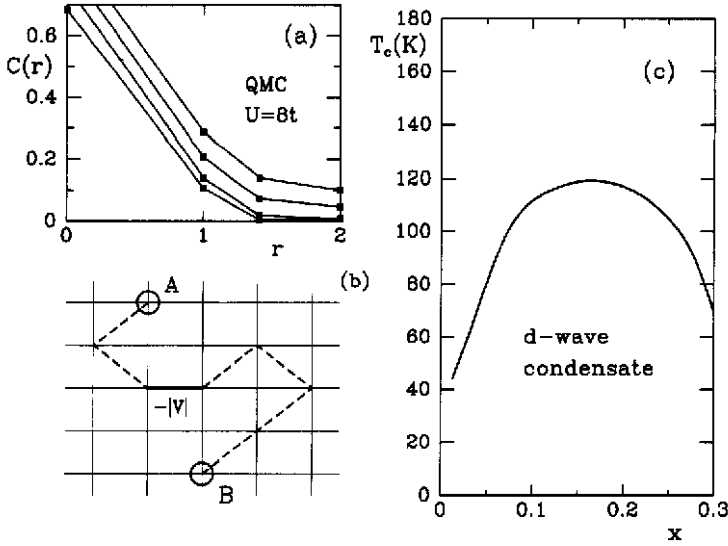 (a)
C(r)
QMC
U=8t
0.6
0.4
0.2
0
0
1
2
r
(b)
A
-|V|
B
(c)
T_c(K)
180
160
140
120
100
80
60
40
20
0
d-wave
condensate
0
0.1
0.2
0.3
x